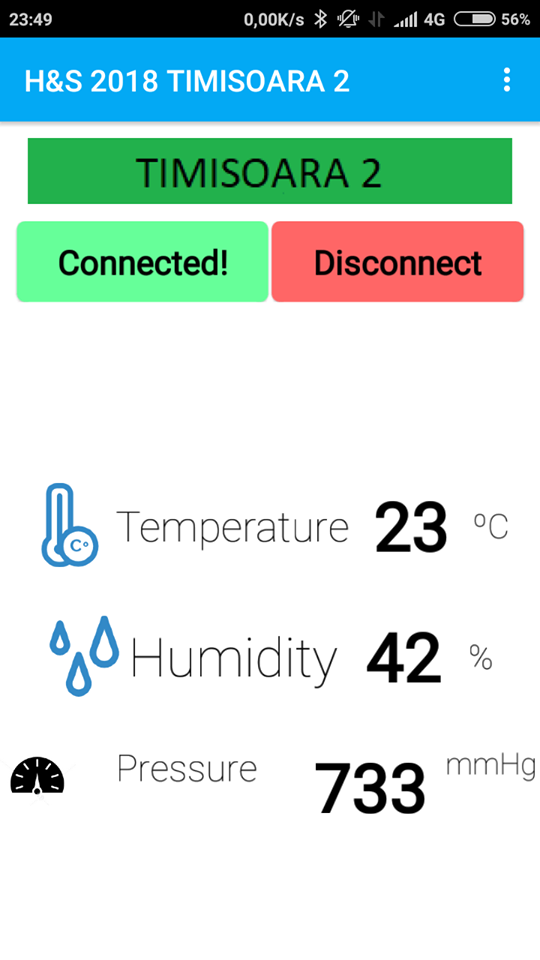 23:49 0,00K/s 4G 56%
H&S 2018 TIMISOARA 2
TIMISOARA 2
Connected! Disconnect
C° Temperature 23 ºC
Humidity 42 %
Pressure 733 mmHg